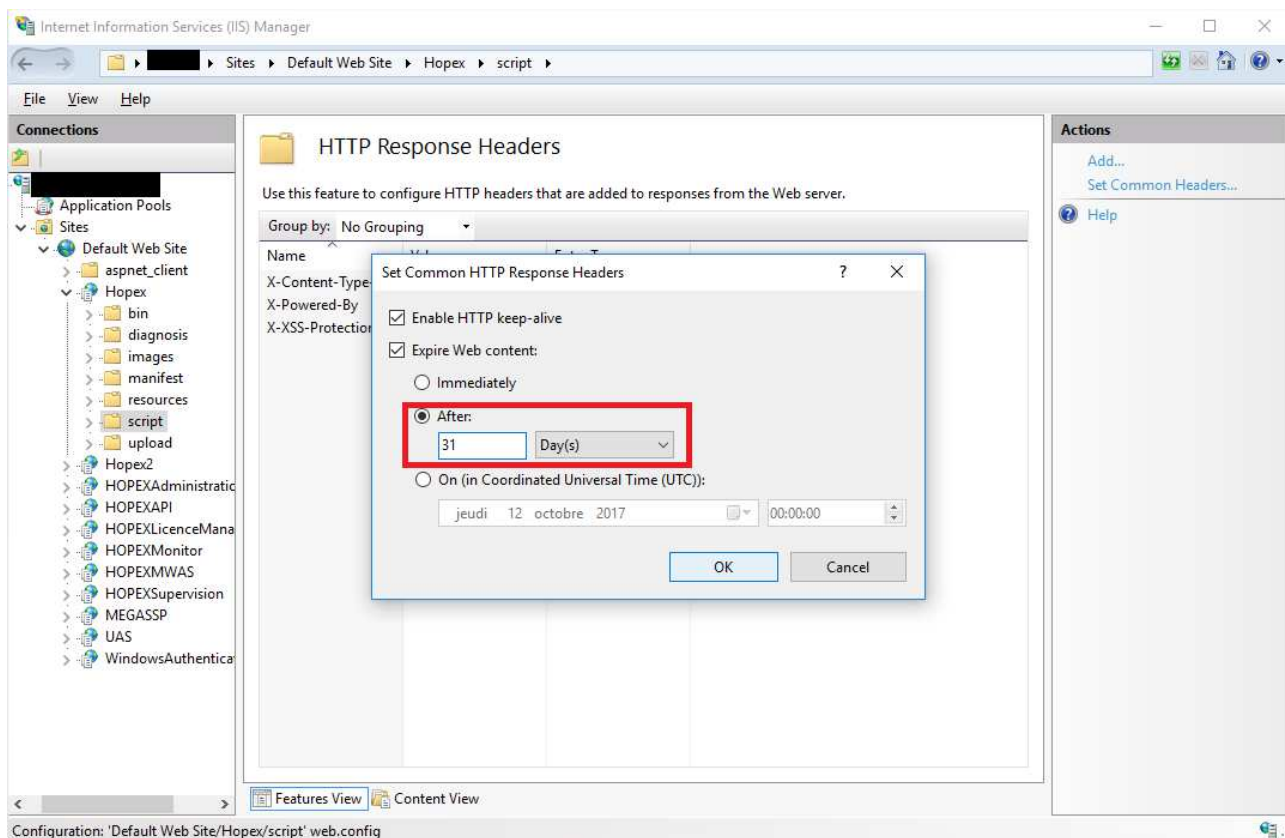 Internet Information Services (IIS) Manager
Sites Default Web Site Hopex script
File View Help
Connections
Application Pools
Sites
Default Web Site
aspnet_client
Hopex
bin
diagnosis
images
manifest
resources
script
upload
Hopex2
HOPEXAdministratic
HOPEXAPI
HOPEXLicenceMana
HOPEXMonitor
HOPEXMWAS
HOPEXSupervision
MEGASSP
UAS
WindowsAuthentica
HTTP Response Headers
Use this feature to configure HTTP headers that are added to responses from the Web server.
Group by: No Grouping
Name
X-Content-Type-
X-Powered-By
X-XSS-Protection
Set Common HTTP Response Headers ?
Enable HTTP keep-alive
Expire Web content:
Immediately
After:
31 Day(s)
On (in Coordinated Universal Time (UTC)):
jeudi 12 octobre 2017 00:00:00
OK Cancel
Actions
Add...
Set Common Headers...
Help
Features View Content View
Configuration: 'Default Web Site/Hopex/script' web.config